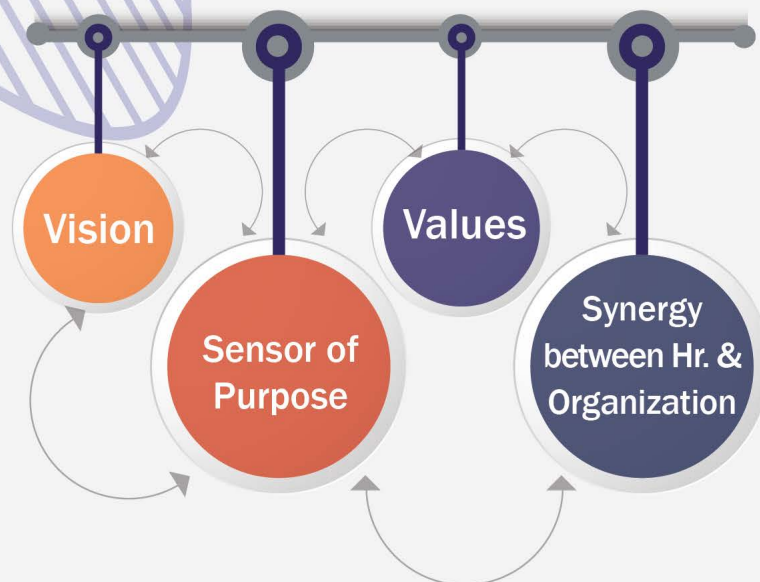 Vision
Sensor of
Purpose
Values
Synergy
between Hr. &
Organization